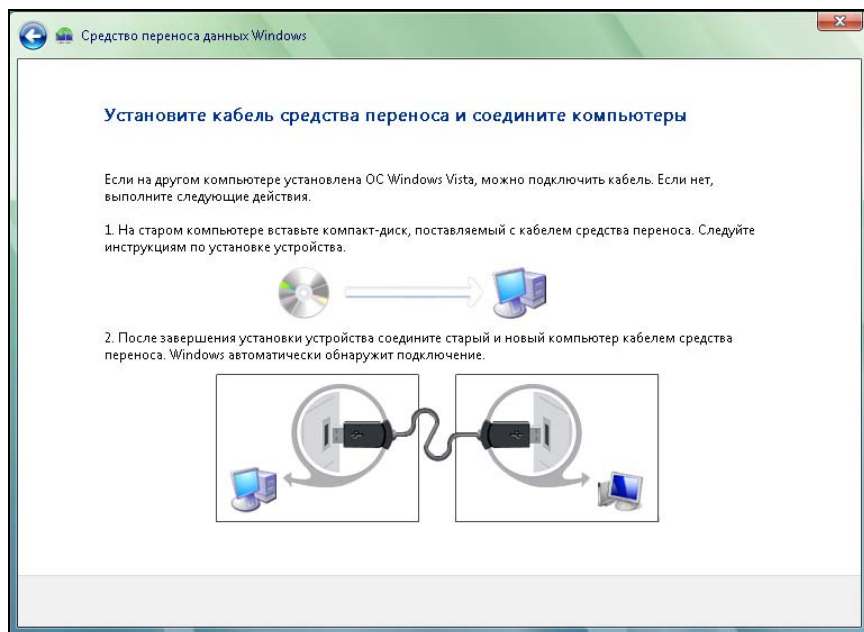 Средство переноса данных Windows
Установите кабель средства переноса и соедините компьютеры
Если на другом компьютере установлена ОС Windows Vista, можно подключить кабель. Если нет,
выполните следующие действия.
1. На старом компьютере вставьте компакт-диск, поставляемый с кабелем средства переноса. Следуйте
инструкциям по установке устройства.
2. После завершения установки устройства соедините старый и новый компьютер кабелем средства
переноса. Windows автоматически обнаружит подключение.